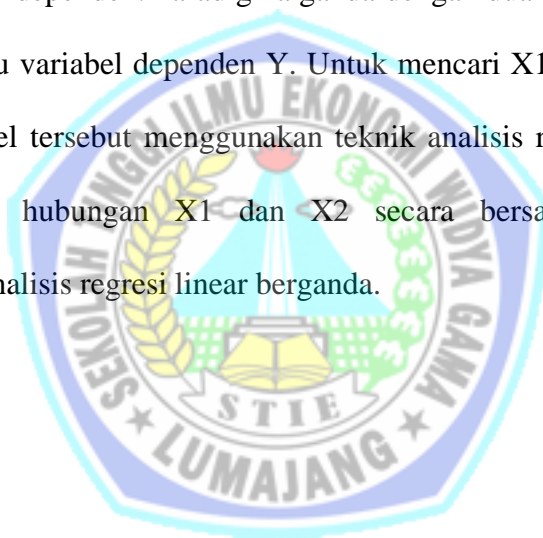 u variabel dependen Y. Untuk mencari X1
el tersebut menggunakan teknik analisis r
hubungan X1 dan X2 secara bersa
nalisis regresi linear berganda.
SEKOLAH TINGGI ILMU EKONOMI WIDYA GAMA
STIE
LUMAJANG